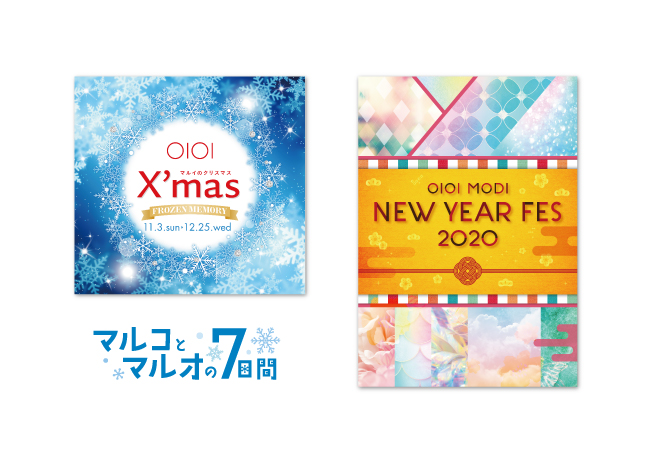 OIOI
マルイのクリスマス
X'mas
FROZEN MEMORY
11.3.sun-12.25.wed
マルコと
マルオの7日間
OIOI MODI
NEW YEAR FES
2020